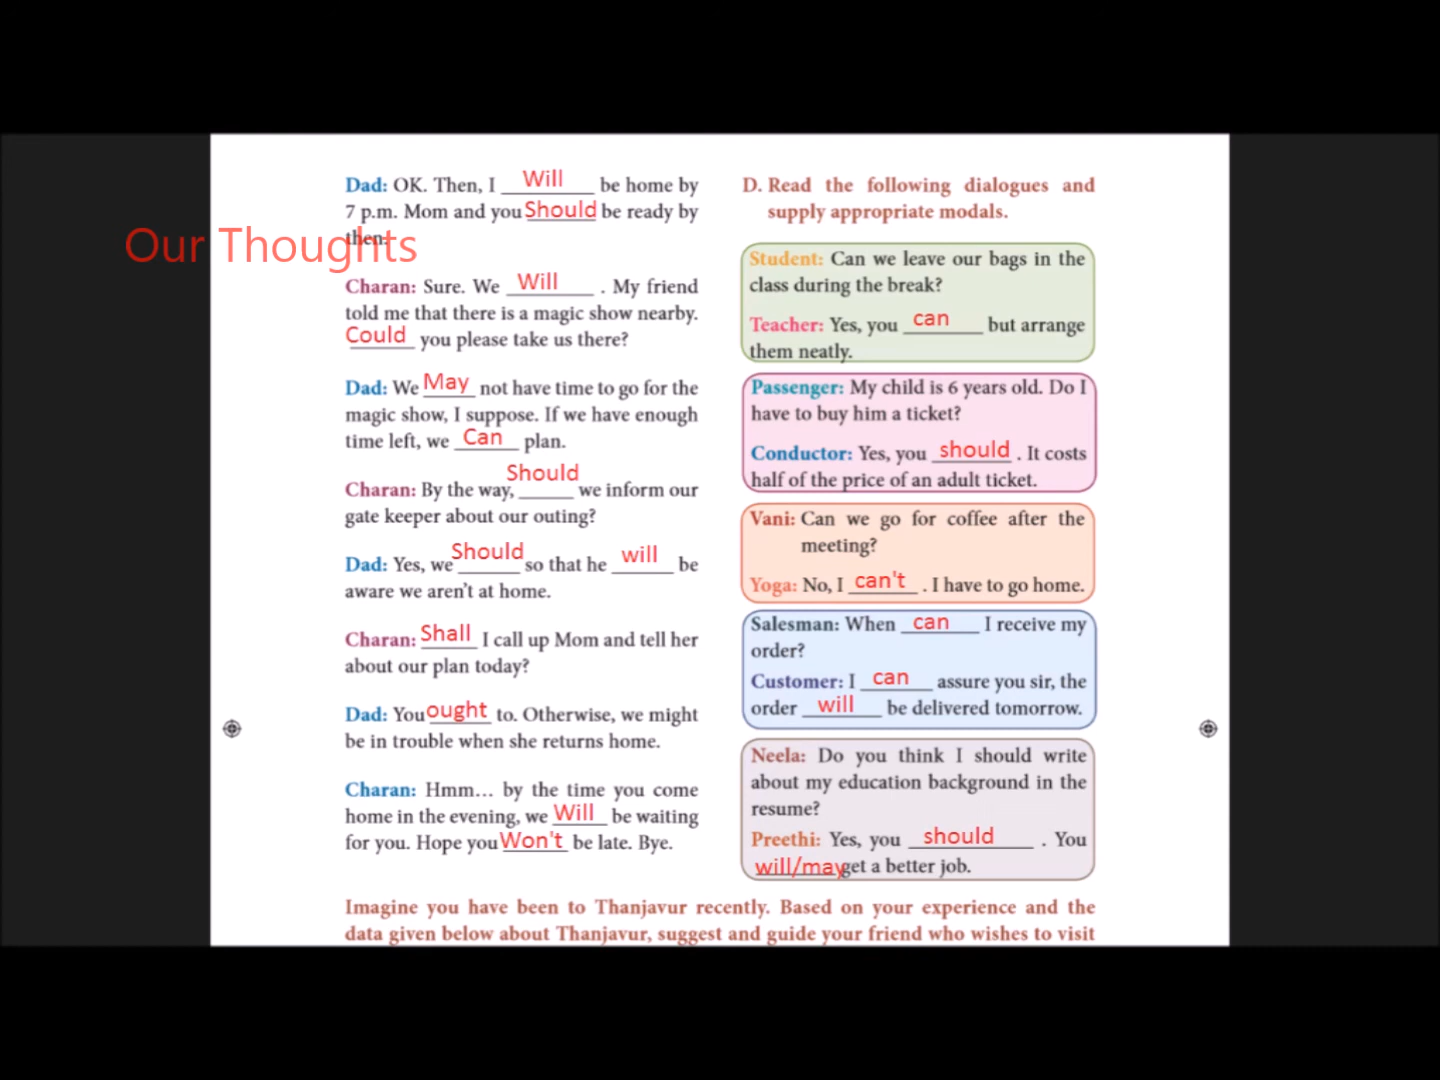 Dad: OK. Then, I Will be home by
7 p.m. Mom and you Should be ready by
then.
Our Thoughts
Charan: Sure. We Will . My friend
told me that there is a magic show nearby.
Could you please take us there?
Dad: We May not have time to go for the
magic show, I suppose. If we have enough
time left, we Can plan.
Charan: By the way, Should we inform our
gate keeper about our outing?
Dad: Yes, we Should so that he will be
aware we aren't at home.
Charan: Shall I call up Mom and tell her
about our plan today?
Dad: You ought to. Otherwise, we might
be in trouble when she returns home.
Charan: Hmm... by the time you come
home in the evening, we Will be waiting
for you. Hope you Won't be late. Bye.
D. Read the following dialogues and
supply appropriate modals.
Student: Can we leave our bags in the
class during the break?
Teacher: Yes, you can but arrange
them neatly.
Passenger: My child is 6 years old. Do I
have to buy him a ticket?
Conductor: Yes, you should . It costs
half of the price of an adult ticket.
Vani: Can we go for coffee after the
meeting?
Yoga: No, I can't . I have to go home.
Salesman: When can I receive my
order?
Customer: I can assure you sir, the
order will be delivered tomorrow.
Neela: Do you think I should write
about my education background in the
resume?
Preethi: Yes, you should . You
will/may get a better job.
Imagine you have been to Thanjavur recently. Based on your experience and the
data given below about Thanjavur, suggest and guide your friend who wishes to visit